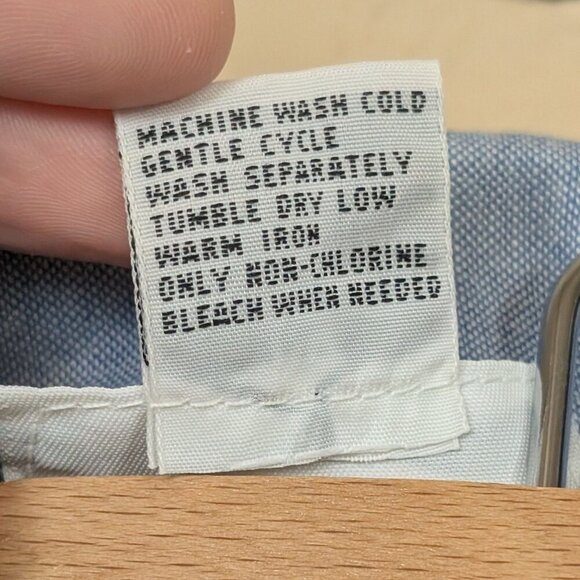 MACHINE WASH COLD
GENTLE CYCLE
WASH SEPARATELY
TUMBLE DRY LOW
WARM IRON
ONLY NON-CHLORINE
BLEACH WHEN NEEDED